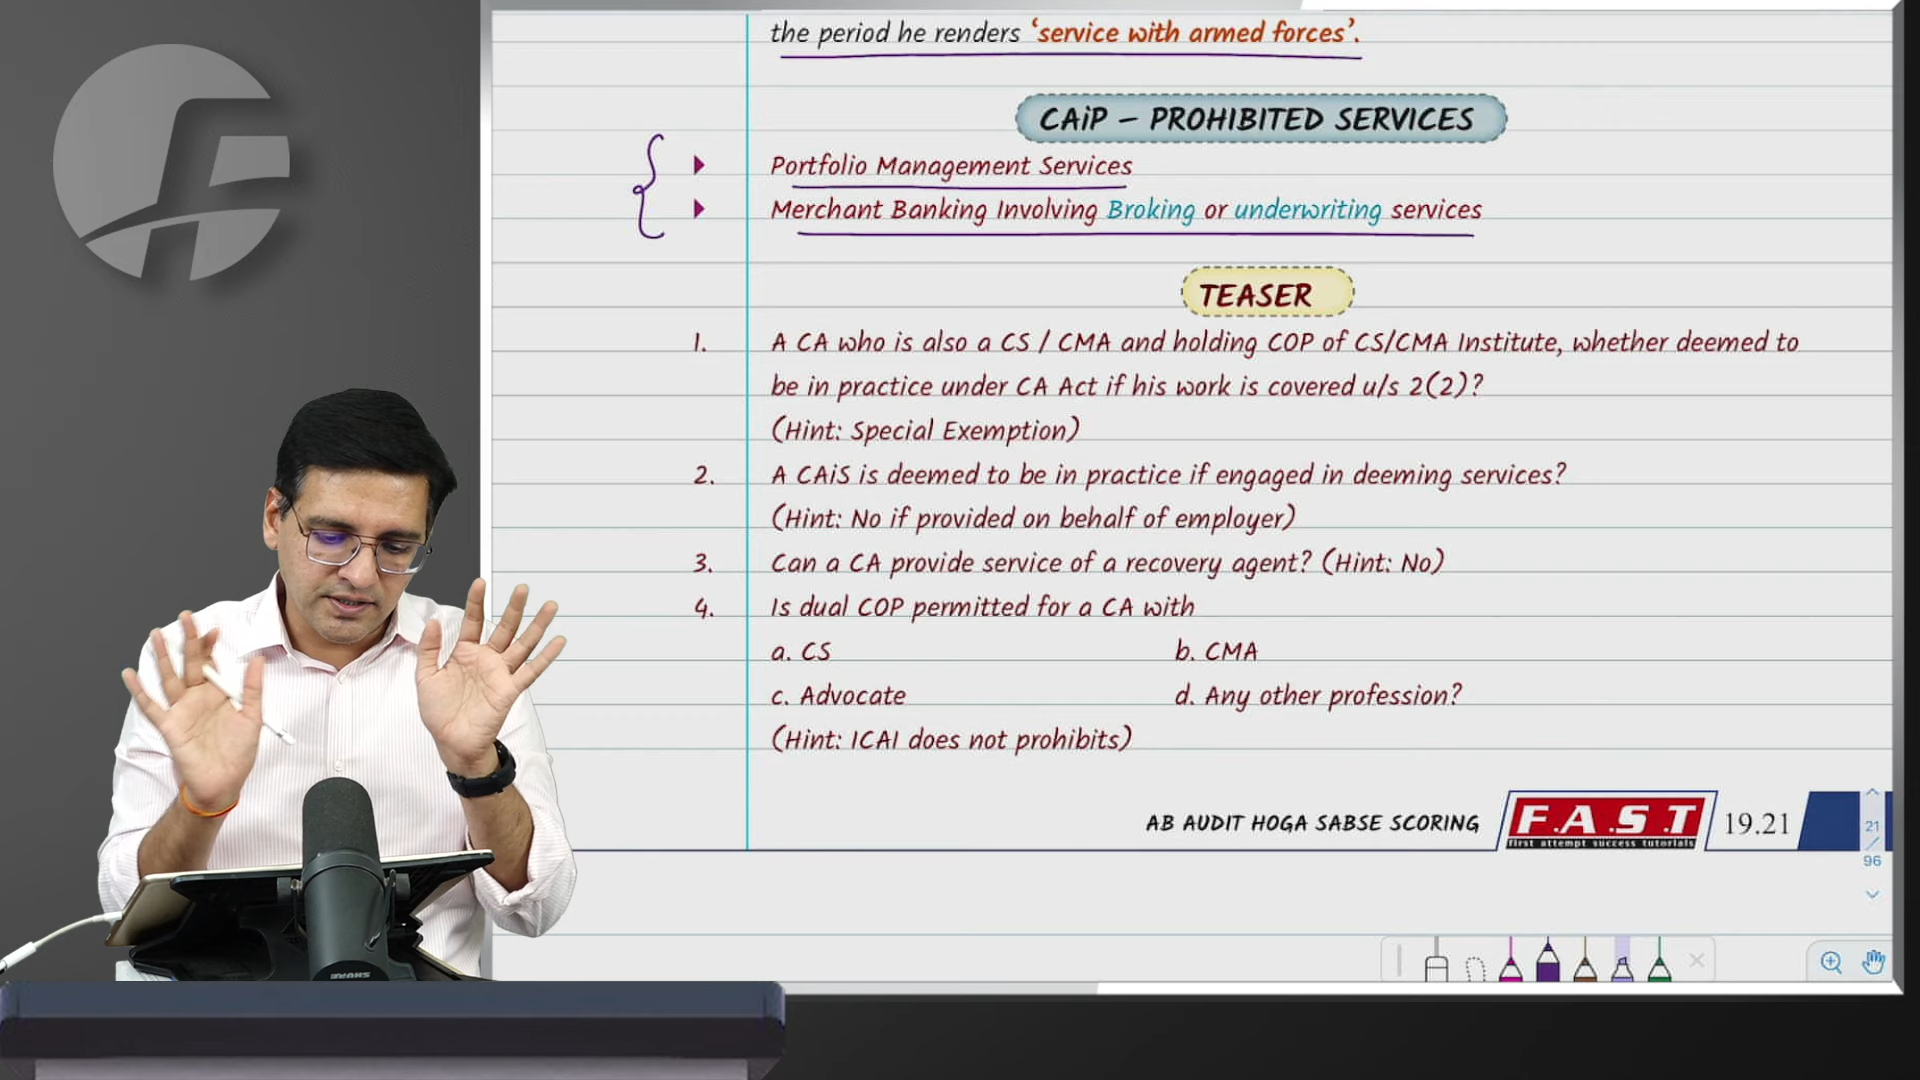 the period he renders ‘service with armed forces’.
CAiP – PROHIBITED SERVICES
Portfolio Management Services
Merchant Banking Involving Broking or underwriting services
TEASER
1. A CA who is also a CS / CMA and holding COP of CS/CMA Institute, whether deemed to
be in practice under CA Act if his work is covered u/s 2(2)?
(Hint: Special Exemption)
2. A CAiS is deemed to be in practice if engaged in deeming services?
(Hint: No if provided on behalf of employer)
3. Can a CA provide service of a recovery agent? (Hint: No)
4. Is dual COP permitted for a CA with
a. CS b. CMA
c. Advocate d. Any other profession?
(Hint: ICAI does not prohibits)
AB AUDIT HOGA SABSE SCORING F.A.S.T 19.21
first attempt success tutorials
21
/
96
SHURE